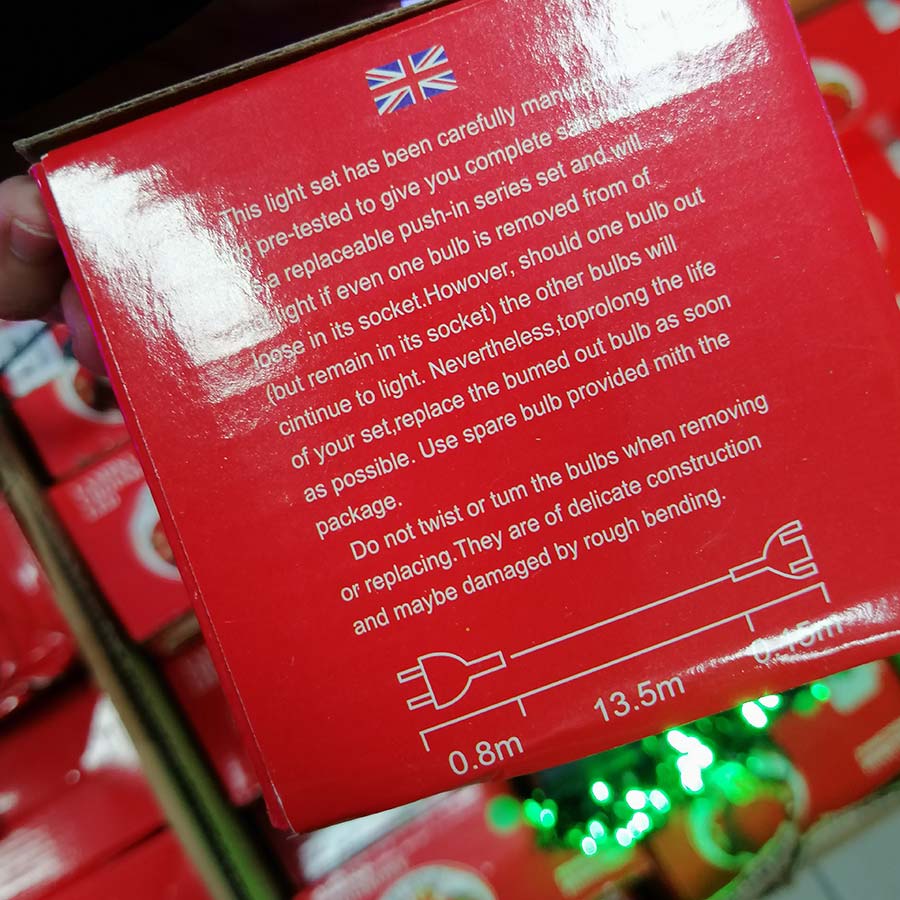 This light set has been carefully
pre-tested to give you complete
a replaceable push-in series set and will
light if even one bulb is removed from of
loose in its socket.Howover, should one bulb out
(but remain in its socket) the other bulbs will
cintinue to light. Nevertheless,toprolong the life
of your set,replace the bumed out bulb as soon
as possible. Use spare bulb provided mith the
package.
Do not twist or tum the bulbs when removing
or replacing.They are of delicate construction
and maybe damaged by rough bending.
0.8m
13.5m
0.45m